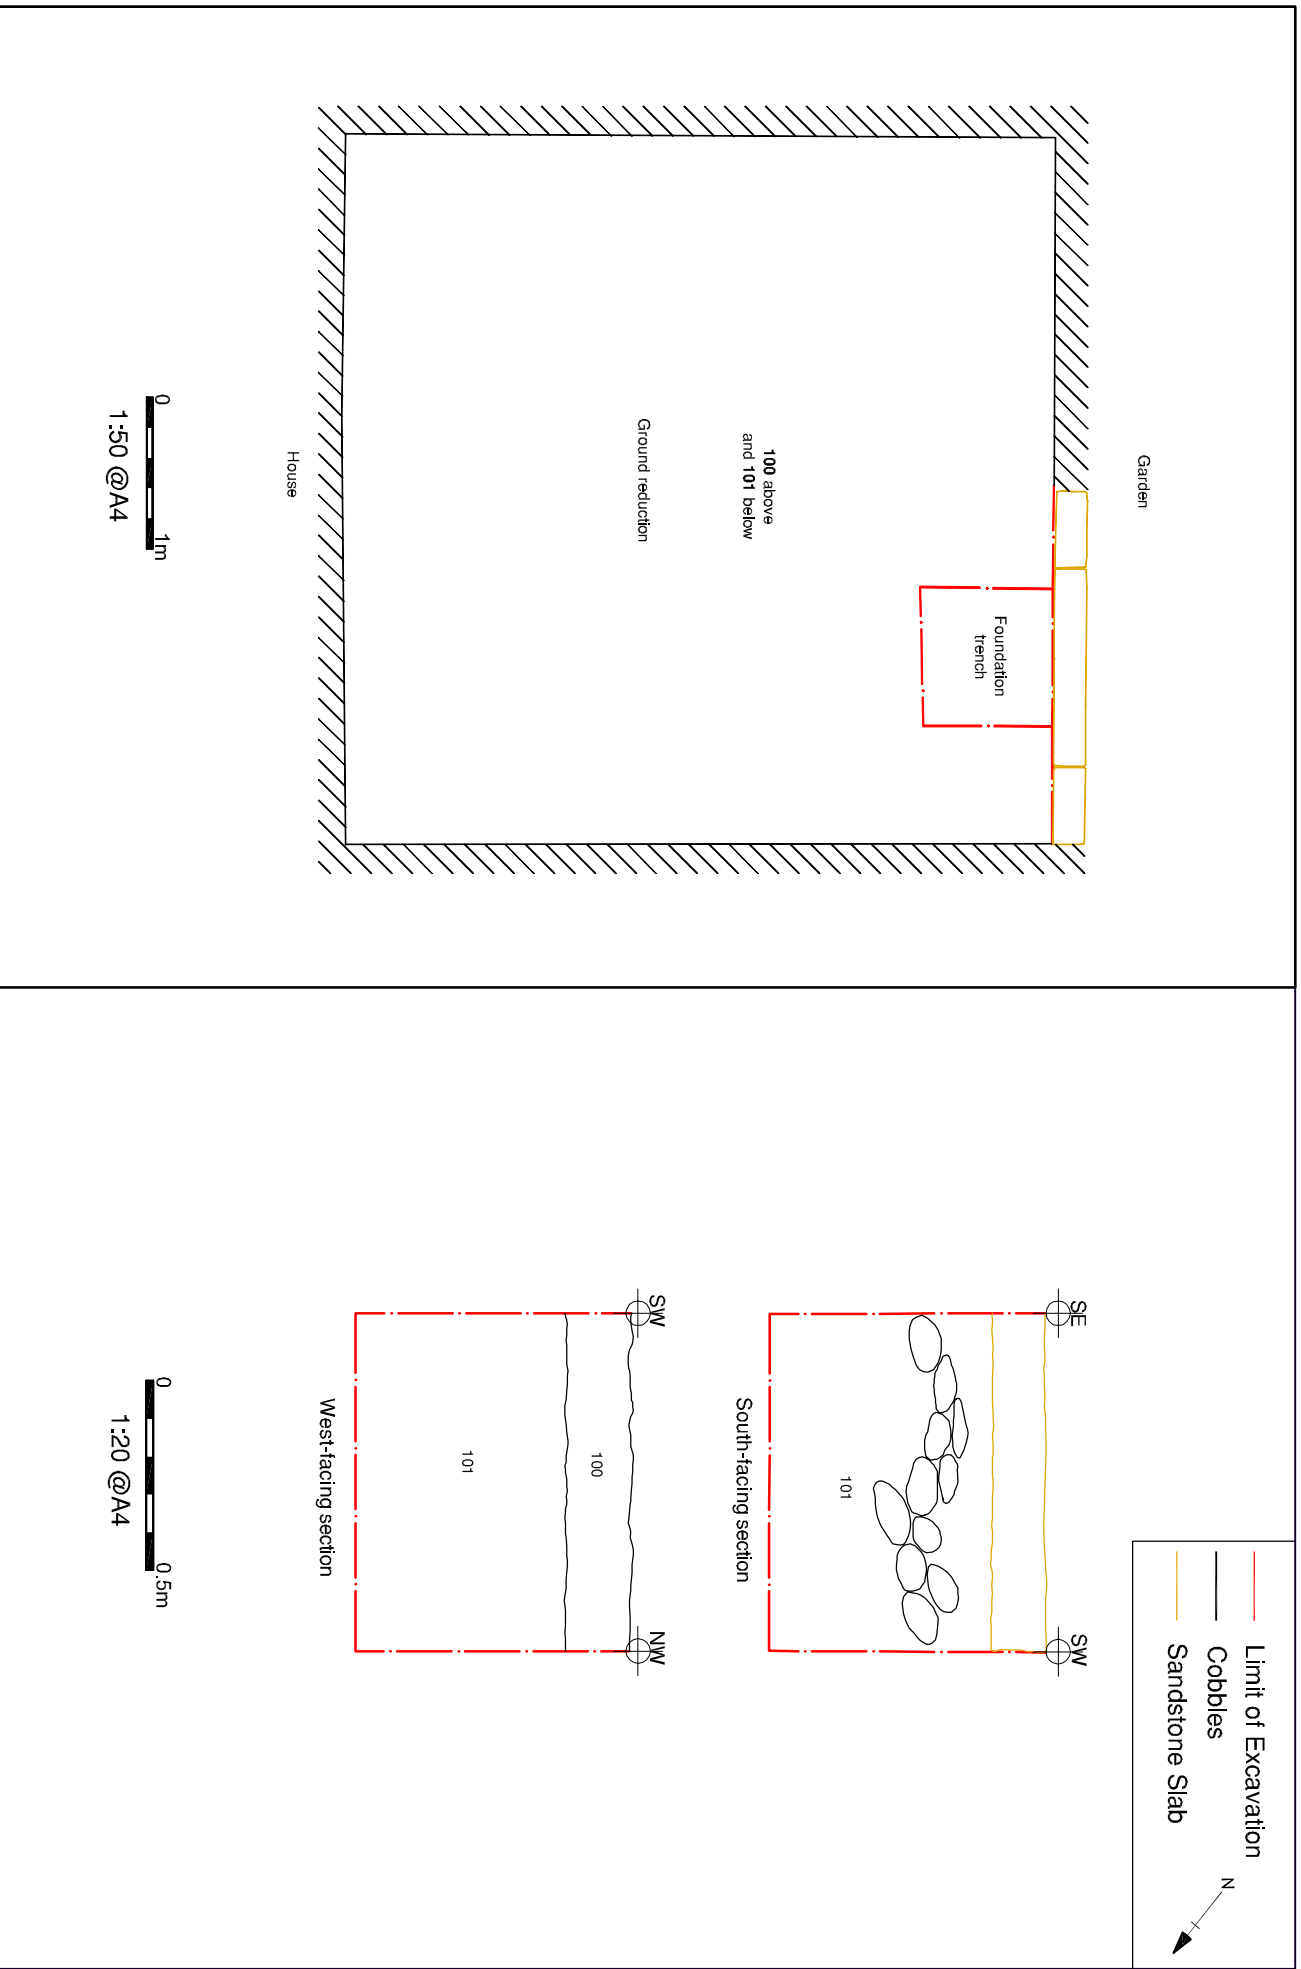 Garden
100 above
and 101 below
Ground reduction
Foundation
trench
House
0
1m
1:50 @A4
SE
SW
101
South-facing section
SW
NW
100
101
West-facing section
0
0.5m
1:20 @A4
Limit of Excavation
Cobbles
Sandstone Slab
N